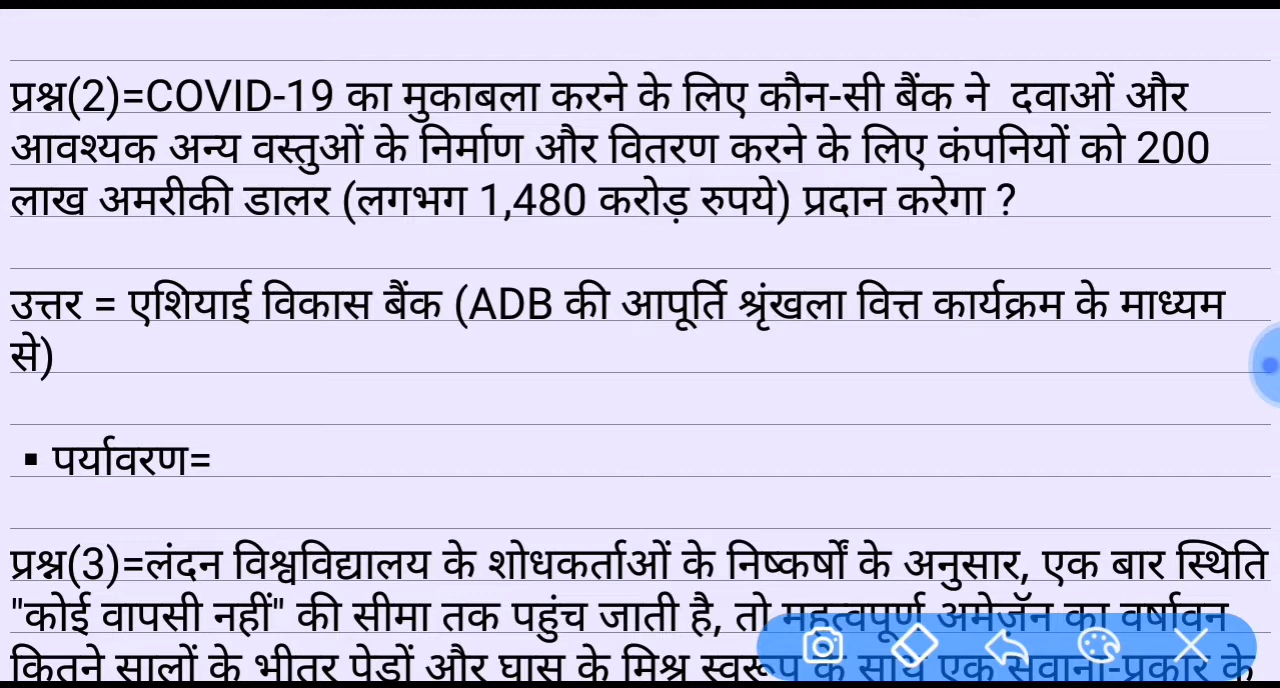 प्रश्न(2)=COVID-19 का मुकाबला करने के लिए कौन-सी बैंक ने दवाओं और
आवश्यक अन्य वस्तुओं के निर्माण और वितरण करने के लिए कंपनियों को 200
लाख अमरीकी डालर (लगभग 1,480 करोड़ रुपये) प्रदान करेगा ?
उत्तर = एशियाई विकास बैंक (ADB की आपूर्ति श्रृंखला वित्त कार्यक्रम के माध्यम
से)
▪ पर्यावरण=
प्रश्न(3)=लंदन विश्वविद्यालय के शोधकर्ताओं के निष्कर्षों के अनुसार, एक बार स्थिति
"कोई वापसी नहीं" की सीमा तक पहुंच जाती है, तो महत्वपूर्ण अमेज़ॅन का वर्षावन
कितने सालों के भीतर पेड़ों और घास के मिश्र स्वरूप के साथ एक सवाना-प्रकार के